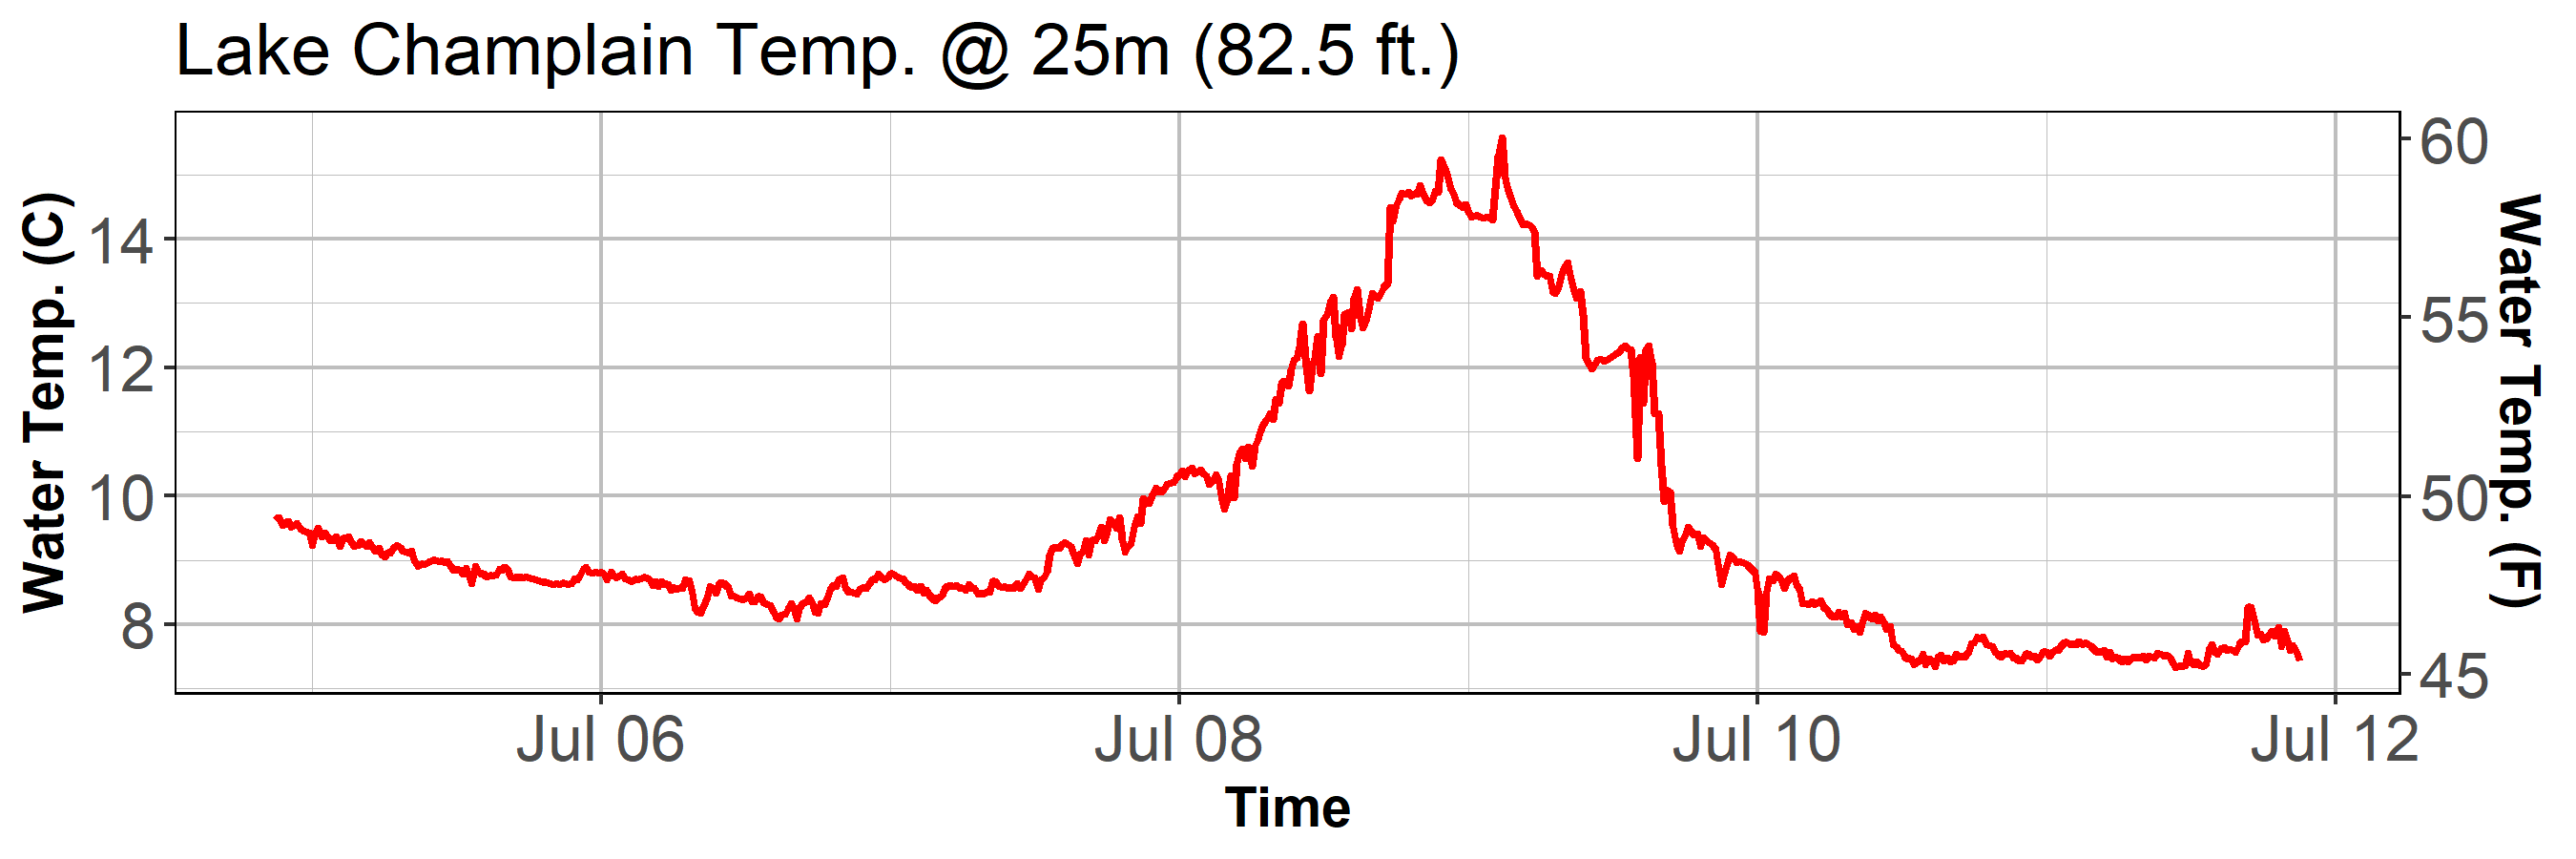 Lake Champlain Temp. @ 25m (82.5 ft.)
Water Temp. (C)
14
12
10
8
60
55
50
45
Water Temp. (F)
Jul 06 Jul 08 Jul 10 Jul 12
Time